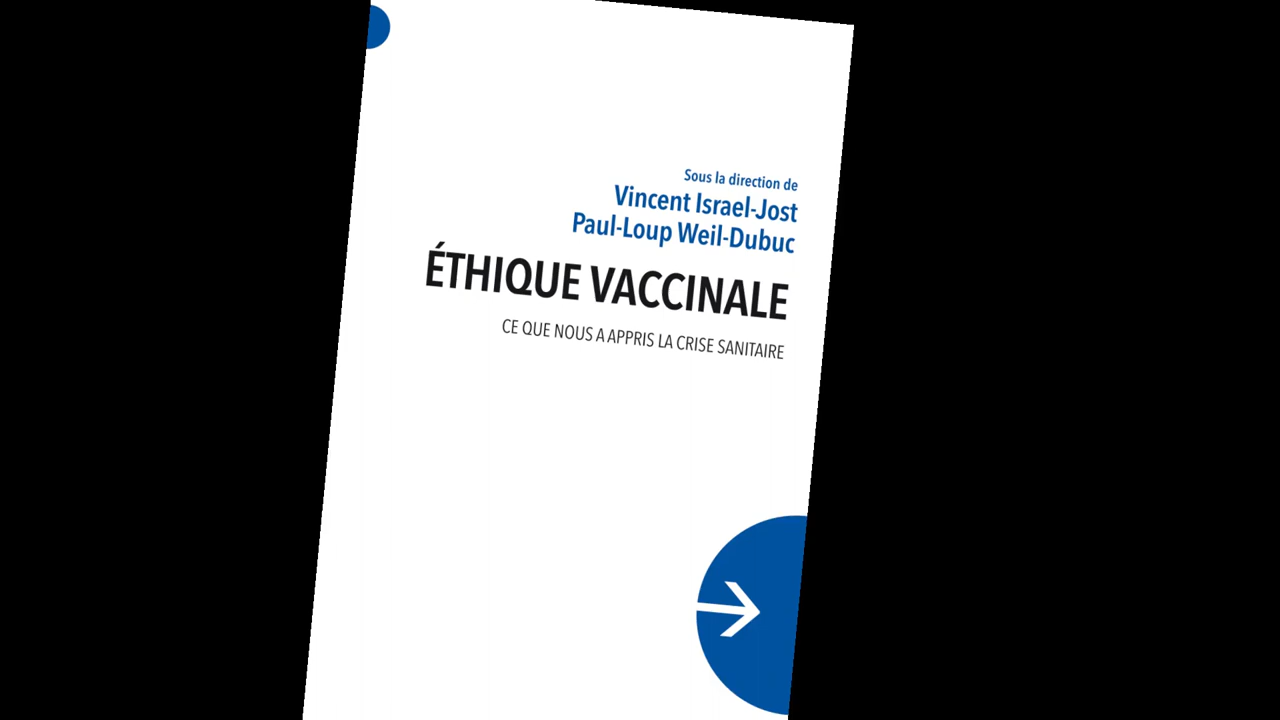 Sous la direction de
Vincent Israel-Jost
Paul-Loup Weil-Dubuc
ÉTHIQUE VACCINALE
CE QUE NOUS A APPRIS LA CRISE SANITAIRE